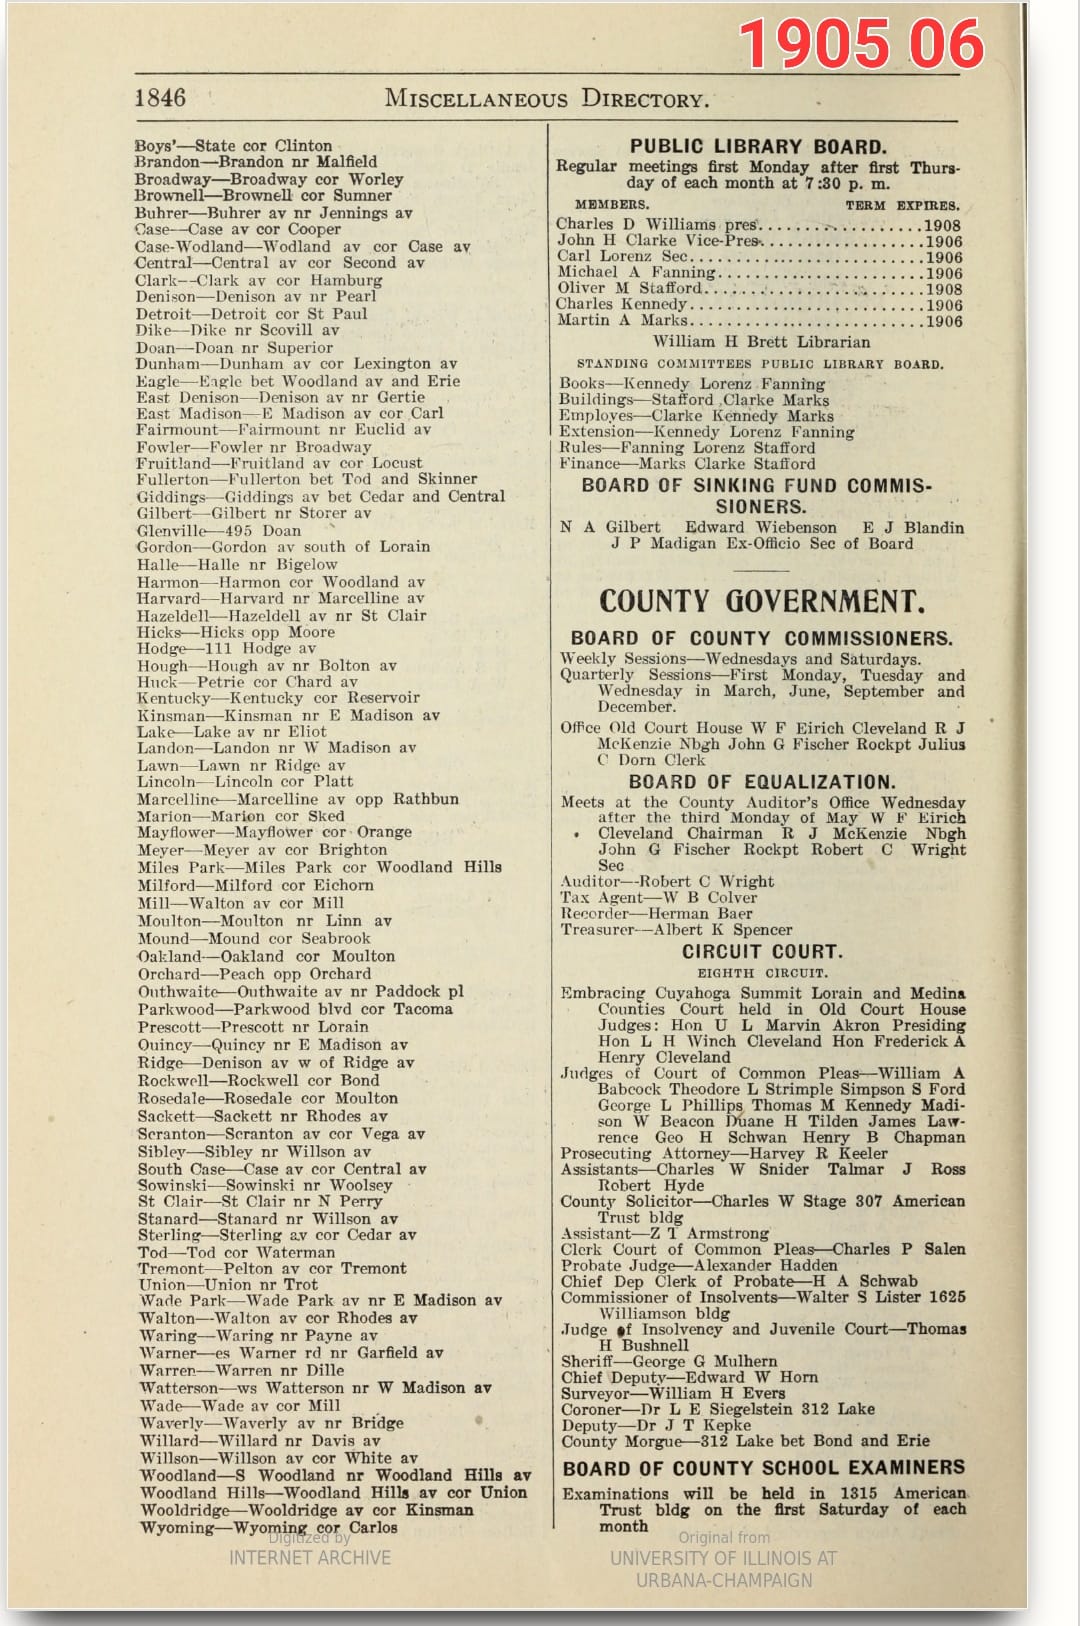 1905 06
1846
MISCELLANEOUS DIRECTORY.
Boys'—State cor Clinton
Brandon—Brandon nr Malfield
Broadway—Broadway cor Worley
Brownell—Brownell cor Sumner
Buhrer—Buhrer av nr Jennings av
Case—Case av cor Cooper
Case-Wodland—Wodland av cor Case av
Central—Central av cor Second av
Clark—Clark av cor Hamburg
Denison—Denison av nr Pearl
Detroit—Detroit cor St Paul
Dike—Dike nr Scovill av
Doan—Doan nr Superior
Dunham—Dunham av cor Lexington av
Eagle—Eagle bet Woodland av and Erie
East Denison—Denison av nr Gertie
East Madison—E Madison av cor Carl
Fairmount—Fairmount nr Euclid av
Fowler—Fowler nr Broadway
Fruitland—Fruitland av cor Locust
Fullerton—Fullerton bet Tod and Skinner
Giddings—Giddings av bet Cedar and Central
Gilbert—Gilbert nr Storer av
Glenville—495 Doan
Gordon—Gordon av south of Lorain
Halle—Halle nr Bigelow
Harmon—Harmon cor Woodland av
Harvard—Harvard nr Marcelline av
Hazeldell—Hazeldell av nr St Clair
Hicks—Hicks opp Moore
Hodge—111 Hodge av
Hough—Hough av nr Bolton av
Huck—Petrie cor Chard av
Kentucky—Kentucky cor Reservoir
Kinsman—Kinsman nr E Madison av
Lake—Lake av nr Eliot
Landon—Landon nr W Madison av
Lawn—Lawn nr Ridge av
Lincoln—Lincoln cor Platt
Marcelline—Marcelline av opp Rathbun
Marion—Marion cor Sked
Mayflower—Mayflower cor Orange
Meyer—Meyer av cor Brighton
Miles Park—Miles Park cor Woodland Hills
Milford—Milford cor Eichorn
Mill—Walton av cor Mill
Moulton—Moulton nr Linn av
Mound—Mound cor Seabrook
Oakland—Oakland cor Moulton
Orchard—Peach opp Orchard
Outhwaite—Outhwaite av nr Paddock pl
Parkwood—Parkwood blvd cor Tacoma
Prescott—Prescott nr Lorain
Quincy—Quincy nr E Madison av
Ridge—Denison av w of Ridge av
Rockwell—Rockwell cor Bond
Rosedale—Rosedale cor Moulton
Sackett—Sackett nr Rhodes av
Scranton—Scranton av cor Vega av
Sibley—Sibley nr Willson av
South Case—Case av cor Central av
Sowinski—Sowinski nr Woolsey
St Clair—St Clair nr N Perry
Stanard—Stanard nr Willson av
Sterling—Sterling av cor Cedar av
Tod—Tod cor Waterman
Tremont—Pelton av cor Tremont
Union—Union nr Trot
Wade Park—Wade Park av nr E Madison av
Walton—Walton av cor Rhodes av
Waring—Waring nr Payne av
Warner—es Warner rd nr Garfield av
Warren—Warren nr Dille
Watterson—ws Watterson nr W Madison av
Wade—Wade av cor Mill
Waverly—Waverly av nr Bridge
Willard—Willard nr Davis av
Willson—Willson av cor White av
Woodland—S Woodland nr Woodland Hills av
Woodland Hills—Woodland Hills av cor Union
Wooldridge—Wooldridge av cor Kinsman
Wyoming—Wyoming cor Carlos
PUBLIC LIBRARY BOARD.
Regular meetings first Monday after first Thurs-
day of each month at 7:30 p. m.
MEMBERS. TERM EXPIRES.
Charles D Williams pres....................1908
John H Clarke Vice-Pres....................1906
Carl Lorenz Sec............................1906
Michael A Fanning..........................1906
Oliver M Stafford..........................1908
Charles Kennedy............................1906
Martin A Marks.............................1906
William H Brett Librarian
STANDING COMMITTEES PUBLIC LIBRARY BOARD.
Books—Kennedy Lorenz Fanning
Buildings—Stafford Clarke Marks
Employes—Clarke Kennedy Marks
Extension—Kennedy Lorenz Fanning
Rules—Fanning Lorenz Stafford
Finance—Marks Clarke Stafford
BOARD OF SINKING FUND COMMIS-
SIONERS.
N A Gilbert Edward Wiebenson E J Blandin
J P Madigan Ex-Officio Sec of Board
COUNTY GOVERNMENT.
BOARD OF COUNTY COMMISSIONERS.
Weekly Sessions—Wednesdays and Saturdays.
Quarterly Sessions—First Monday, Tuesday and
Wednesday in March, June, September and
December.
Office Old Court House W F Eirich Cleveland R J
McKenzie Nbgh John G Fischer Rockpt Julius
C Dorn Clerk
BOARD OF EQUALIZATION.
Meets at the County Auditor's Office Wednesday
after the third Monday of May W F Eirich
Cleveland Chairman R J McKenzie Nbgh
John G Fischer Rockpt Robert C Wright
Sec
Auditor—Robert C Wright
Tax Agent—W B Colver
Recorder—Herman Baer
Treasurer—Albert K Spencer
CIRCUIT COURT.
EIGHTH CIRCUIT.
Embracing Cuyahoga Summit Lorain and Medina
Counties Court held in Old Court House
Judges: Hon U L Marvin Akron Presiding
Hon L H Winch Cleveland Hon Frederick A
Henry Cleveland
Judges of Court of Common Pleas—William A
Babcock Theodore L Strimple Simpson S Ford
George L Phillips Thomas M Kennedy Madi-
son W Beacon Duane H Tilden James Law-
rence Geo H Schwan Henry B Chapman
Prosecuting Attorney—Harvey R Keeler
Assistants—Charles W Snider Talmar J Ross
Robert Hyde
County Solicitor—Charles W Stage 307 American
Trust bldg
Assistant—Z T Armstrong
Clerk Court of Common Pleas—Charles P Salen
Probate Judge—Alexander Hadden
Chief Dep Clerk of Probate—H A Schwab
Commissioner of Insolvents—Walter S Lister 1625
Williamson bldg
Judge of Insolvency and Juvenile Court—Thomas
H Bushnell
Sheriff—George G Mulhern
Chief Deputy—Edward W Horn
Surveyor—William H Evers
Coroner—Dr L E Siegelstein 312 Lake
Deputy—Dr J T Kepke
County Morgue—312 Lake bet Bond and Erie
BOARD OF COUNTY SCHOOL EXAMINERS
Examinations will be held in 1315 American
Trust bldg on the first Saturday of each
month
Digitized by
INTERNET ARCHIVE
Original from
UNIVERSITY OF ILLINOIS AT
URBANA-CHAMPAIGN